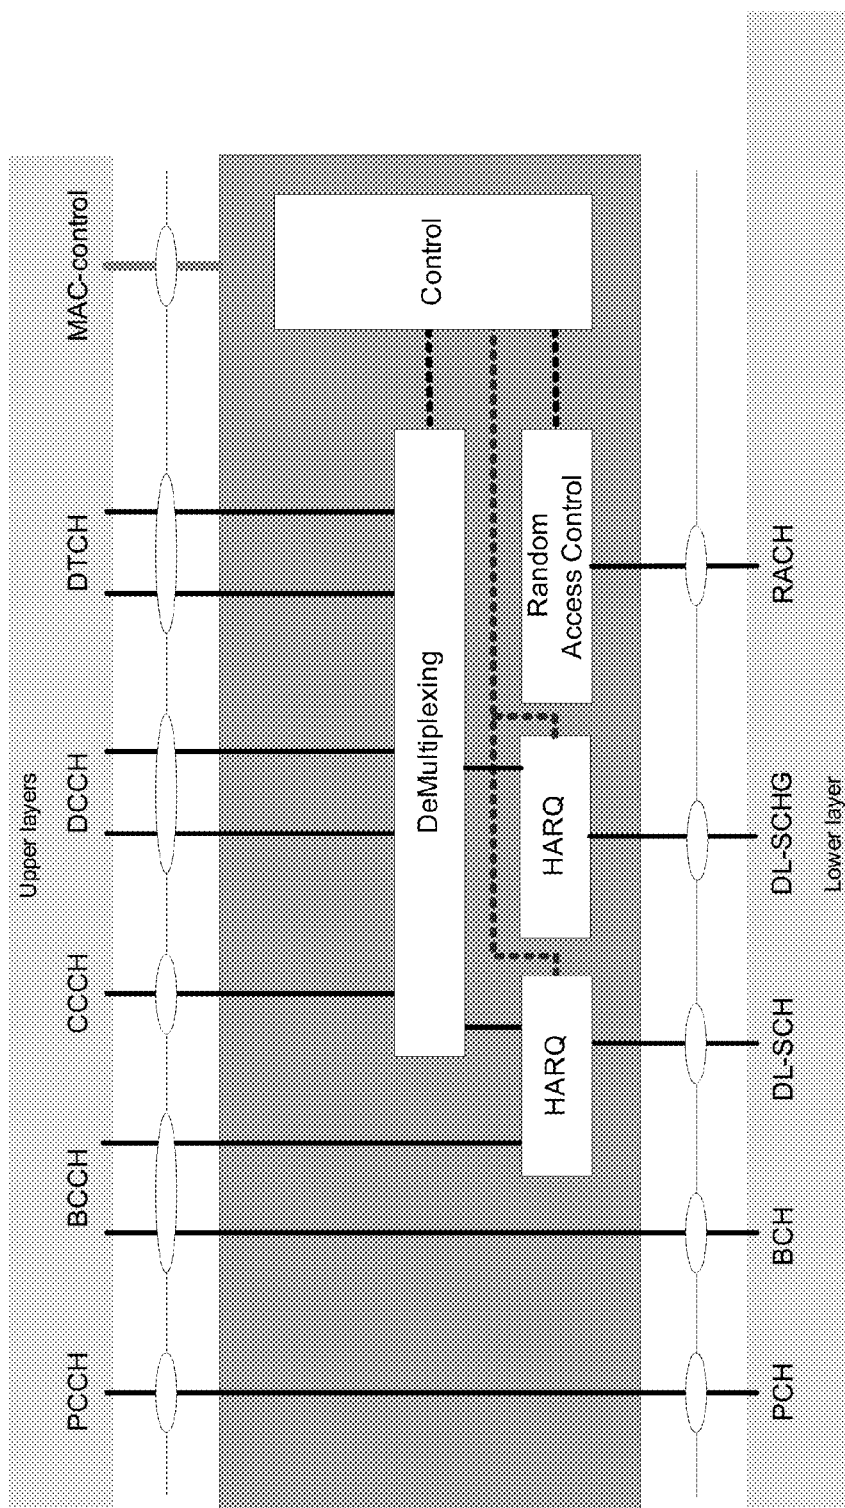 Upper layers
PCCH
BCCH
CCCH
DCCH
DTCH
MAC-control
DeMultiplexing
Control
HARQ
HARQ
Random
Access Control
PCH
BCH
DL-SCH
DL-SCHG
RACH
Lower layer